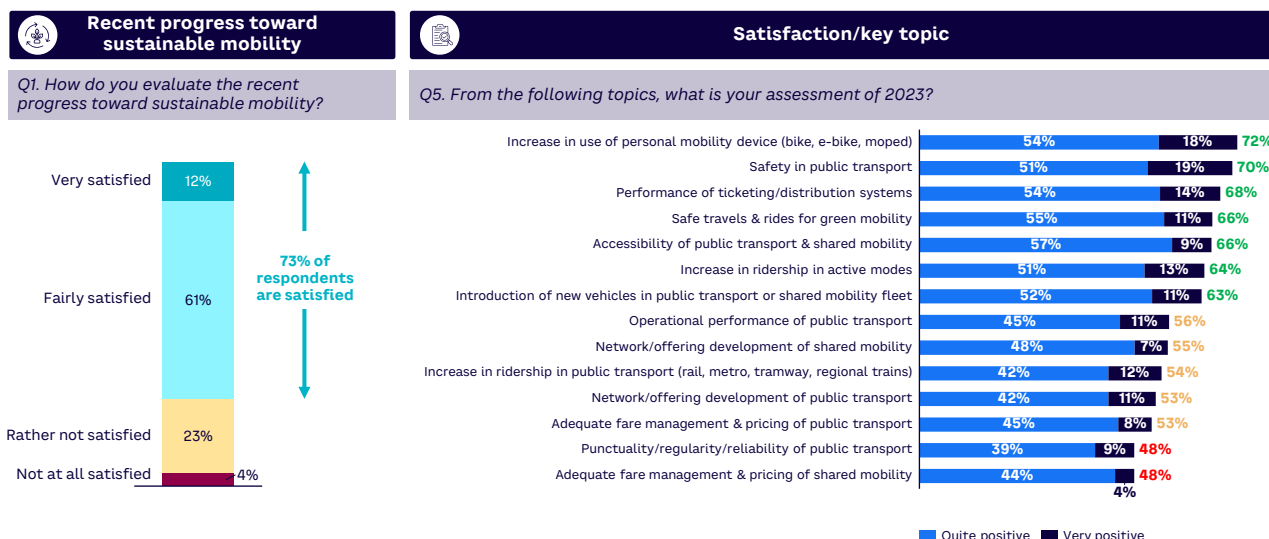 Recent progress toward
sustainable mobility
Satisfaction/key topic
Q1. How do you evaluate the recent
progress toward sustainable mobility?
Q5. From the following topics, what is your assessment of 2023?
Very satisfied
12%
Fairly satisfied
61%
73% of
respondents
are satisfied
Rather not satisfied
23%
Not at all satisfied
4%
Increase in use of personal mobility device (bike, e-bike, moped) 54% 18% 72%
Safety in public transport 51% 19% 70%
Performance of ticketing/distribution systems 54% 14% 68%
Safe travels & rides for green mobility 55% 11% 66%
Accessibility of public transport & shared mobility 57% 9% 66%
Increase in ridership in active modes 51% 13% 64%
Introduction of new vehicles in public transport or shared mobility fleet 52% 11% 63%
Operational performance of public transport 45% 11% 56%
Network/offering development of shared mobility 48% 7% 55%
Increase in ridership in public transport (rail, metro, tramway, regional trains) 42% 12% 54%
Network/offering development of public transport 42% 11% 53%
Adequate fare management & pricing of public transport 45% 8% 53%
Punctuality/regularity/reliability of public transport 39% 9% 48%
Adequate fare management & pricing of shared mobility 44% 48%
4%
Quite positive Very positive